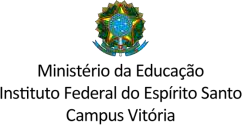 Ministério da Educação
Instituto Federal do Espírito Santo
Campus Vitória